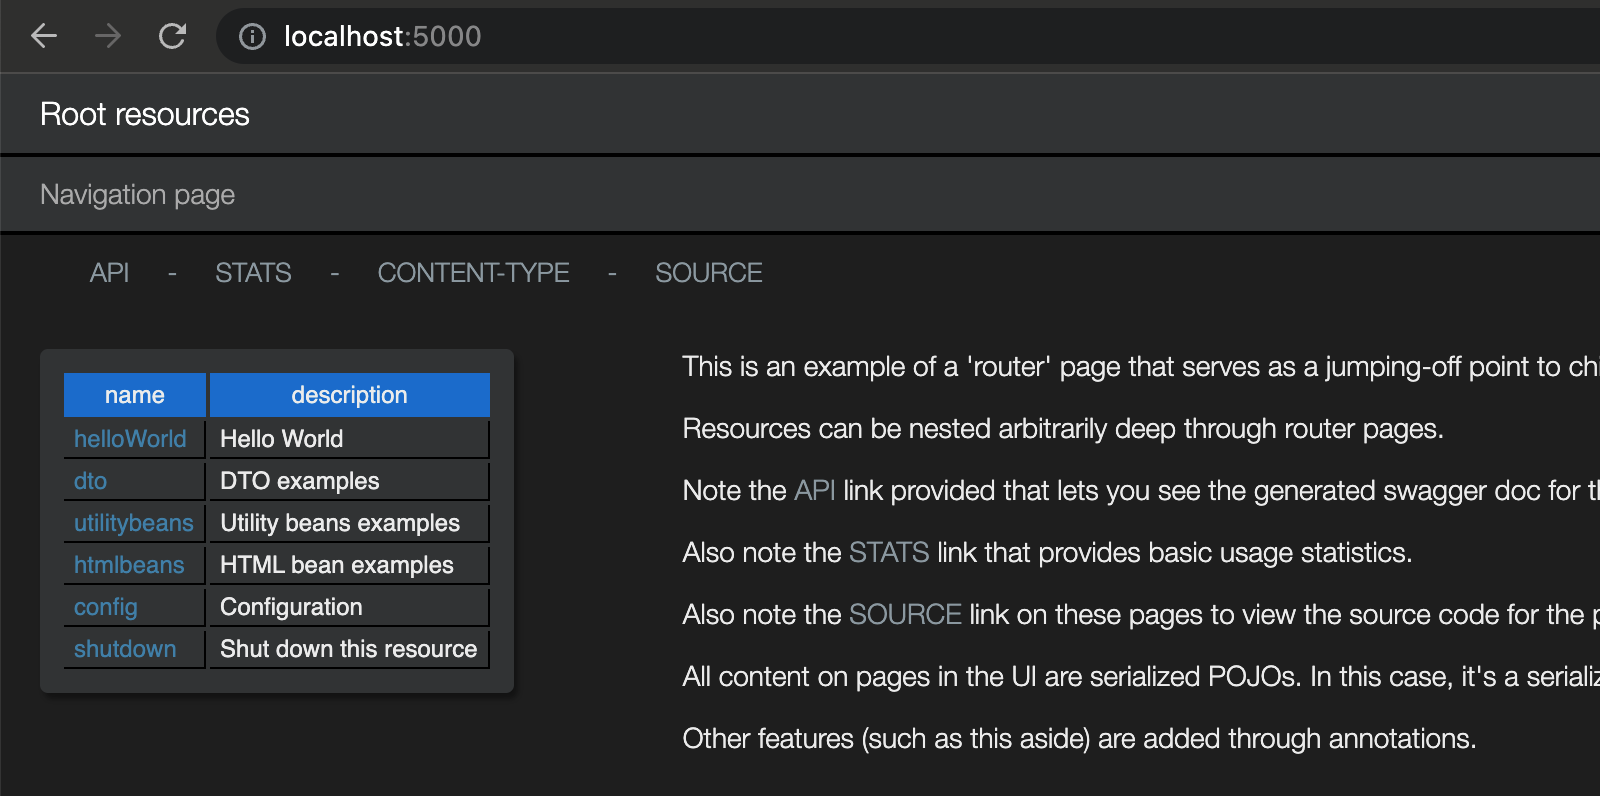 localhost:5000
Root resources
Navigation page
API - STATS - CONTENT-TYPE - SOURCE
name description
helloWorld Hello World
dto DTO examples
utilitybeans Utility beans examples
htmlbeans HTML bean examples
config Configuration
shutdown Shut down this resource
This is an example of a 'router' page that serves as a jumping-off point to
Resources can be nested arbitrarily deep through router pages.
Note the API link provided that lets you see the generated swagger doc for
Also note the STATS link that provides basic usage statistics.
Also note the SOURCE link on these pages to view the source code for the
All content on pages in the UI are serialized POJOs. In this case, it's a
Other features (such as this aside) are added through annotations.